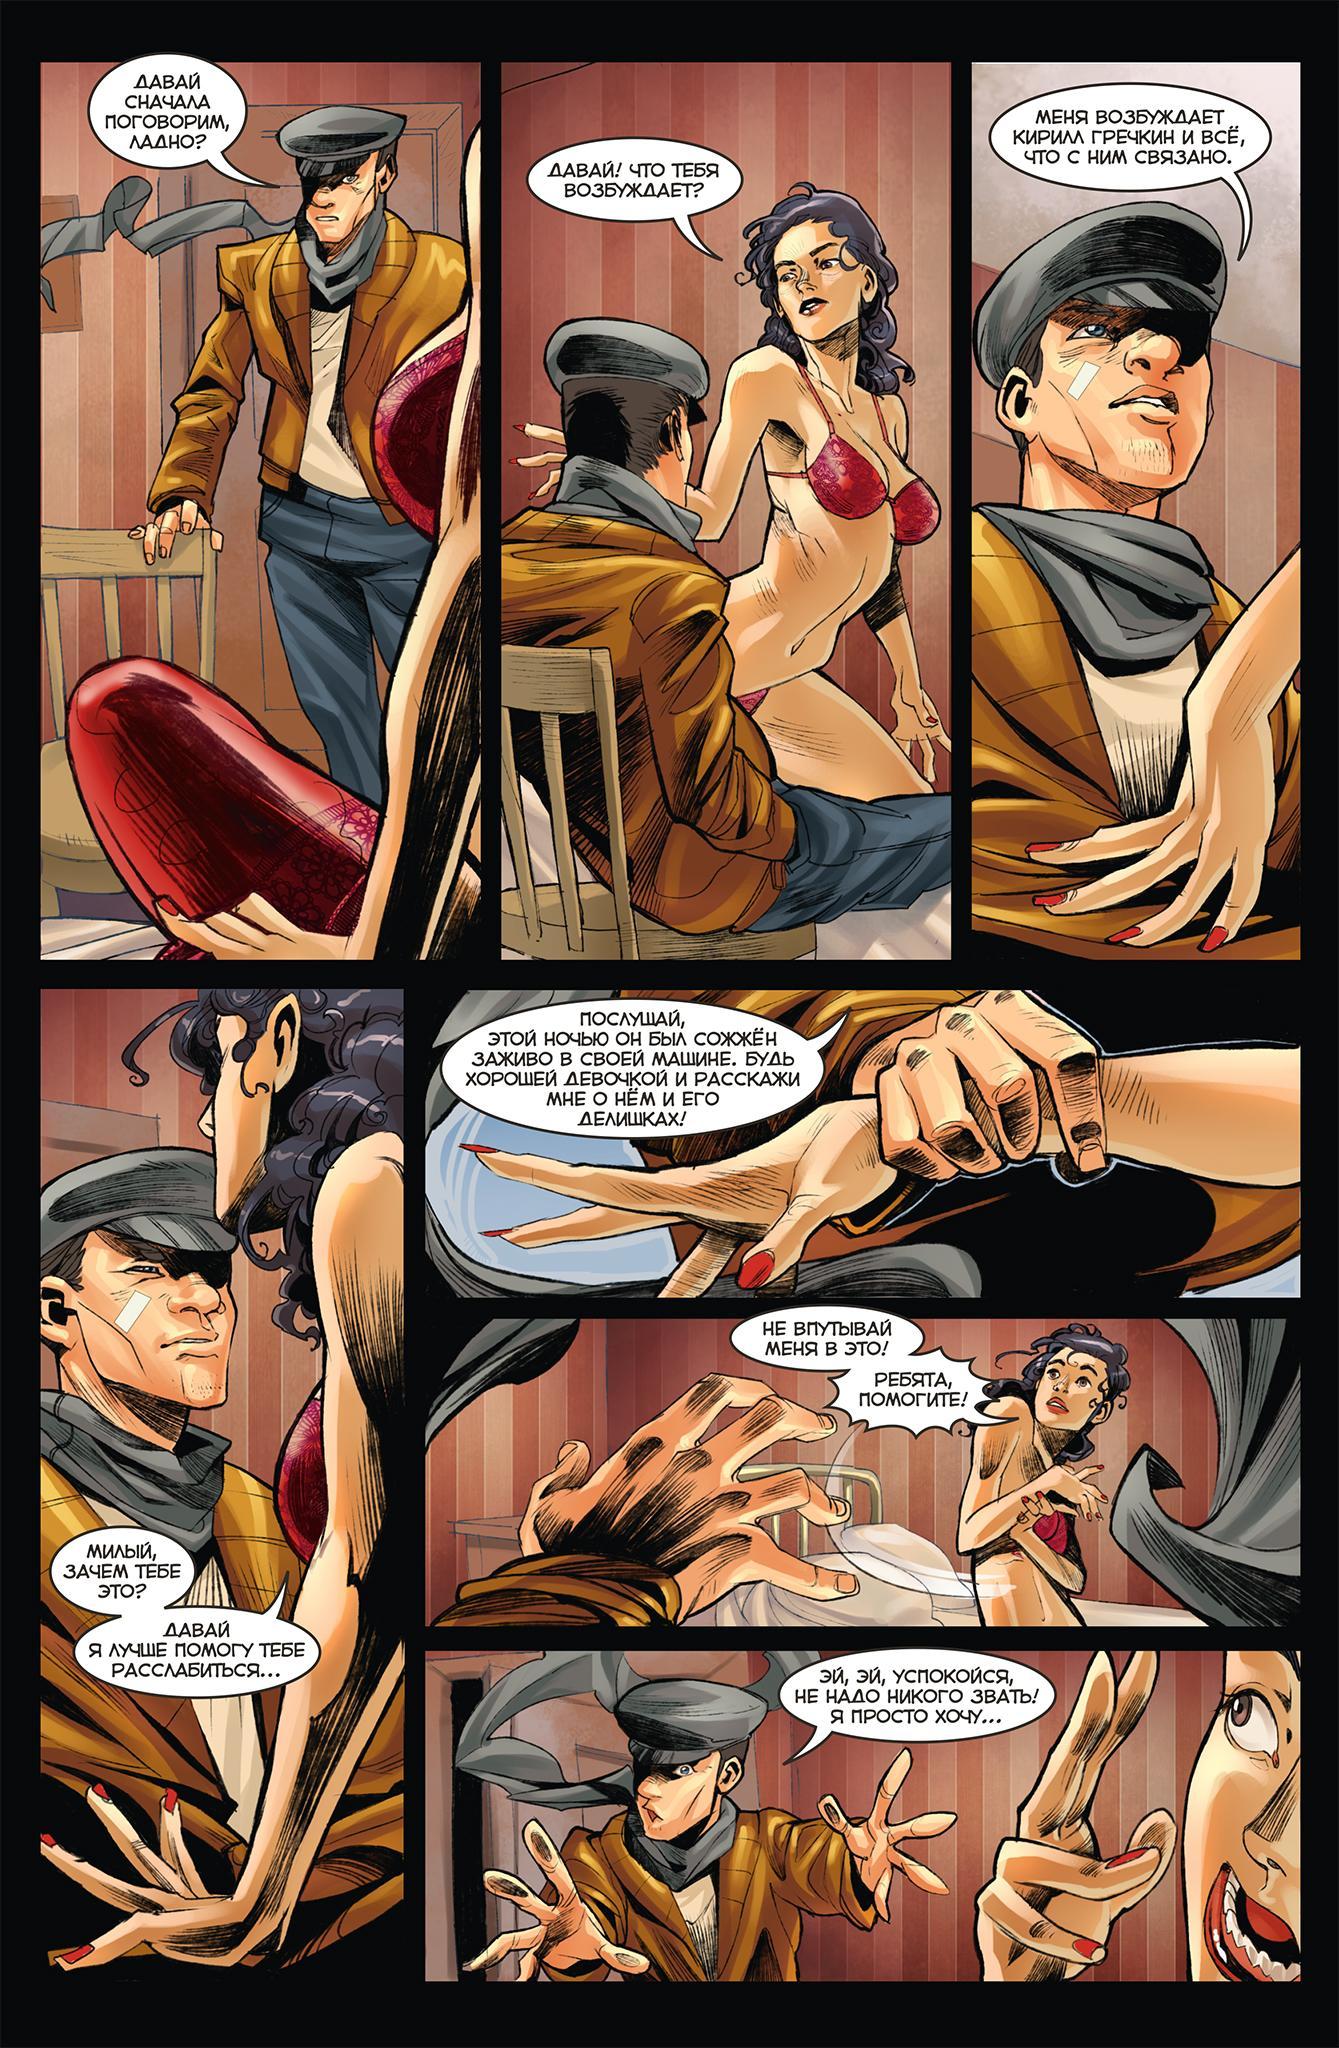 ДАВАЙ
СНАЧАЛА
ПОГОВОРИМ,
ЛАДНО?
ДАВАЙ! ЧТО ТЕБЯ
ВОЗБУЖДАЕТ?
МЕНЯ ВОЗБУЖДАЕТ
КИРИЛЛ ГРЕЧКИН И ВСЁ,
ЧТО С НИМ СВЯЗАНО.
МИЛЫЙ,
ЗАЧЕМ ТЕБЕ
ЭТО?
ДАВАЙ
Я ЛУЧШЕ ПОМОГУ ТЕБЕ
РАССЛАБИТЬСЯ...
ПОСЛУШАЙ,
ЭТОЙ НОЧЬЮ ОН БЫЛ СОЖЖЁН
ЗАЖИВО В СВОЕЙ МАШИНЕ. БУДЬ
ХОРОШЕЙ ДЕВОЧКОЙ И РАССКАЖИ
МНЕ О НЁМ И ЕГО
ДЕЛИШКАХ!
НЕ ВПУТЫВАЙ
МЕНЯ В ЭТО!
РЕБЯТА,
ПОМОГИТЕ!
ЭЙ, ЭЙ, УСПОКОЙСЯ,
НЕ НАДО НИКОГО ЗВАТЬ!
Я ПРОСТО ХОЧУ...